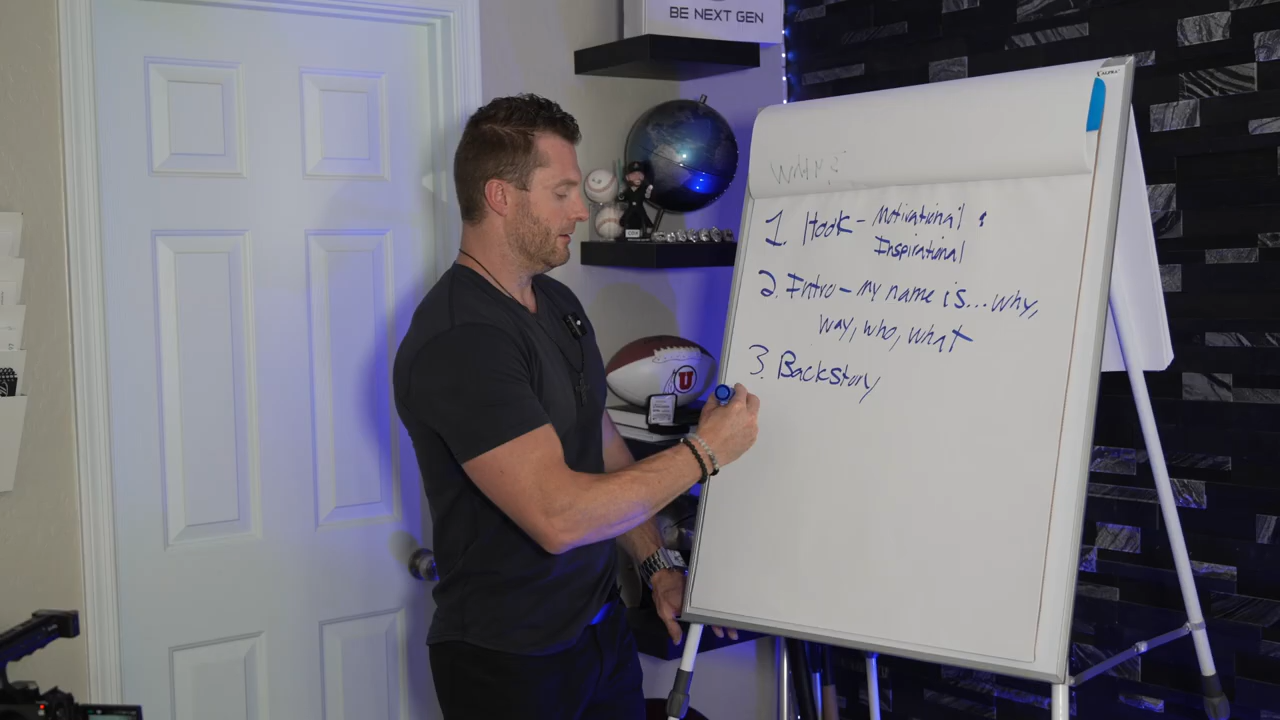 BE NEXT GEN
1. Hook - Motivational &
Inspirational
2. Intro - my name is... why,
way, who, what
3. Backstory
U